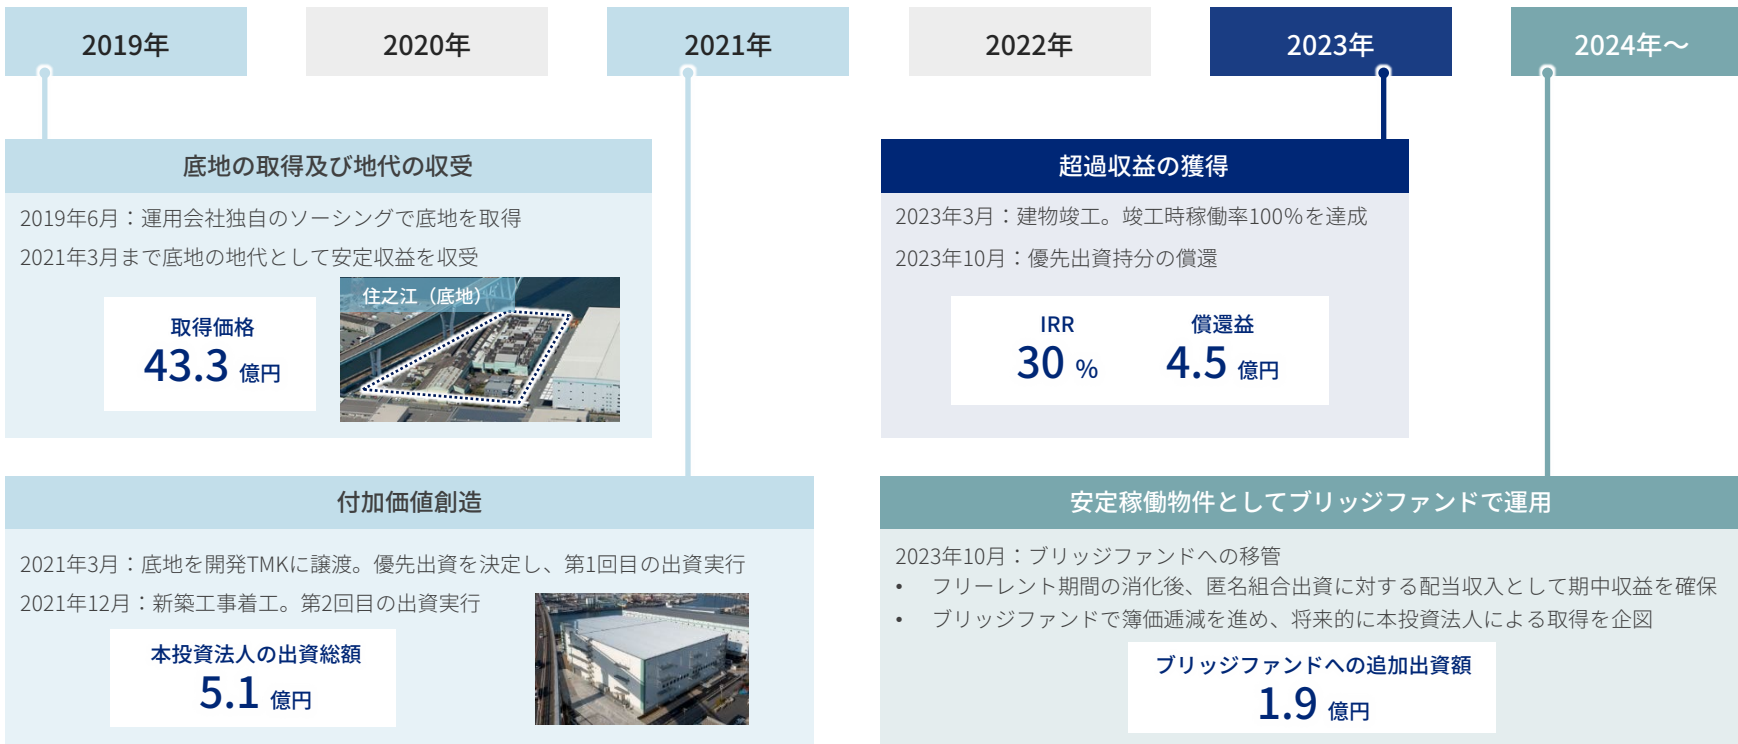 2019年
2020年
2021年
2022年
2023年
2024年～
底地の取得及び地代の収受
2019年6月：運用会社独自のソーシングで底地を取得
2021年3月まで底地の地代として安定収益を収受
取得価格
43.3 億円
住之江（底地）
付加価値創造
2021年3月：底地を開発TMKに譲渡。優先出資を決定し、第1回目の出資実行
2021年12月：新築工事着工。第2回目の出資実行
本投資法人の出資総額
5.1 億円
超過収益の獲得
2023年3月：建物竣工。竣工時稼働率100%を達成
2023年10月：優先出資持分の償還
IRR
30 %
償還益
4.5 億円
安定稼働物件としてブリッジファンドで運用
2023年10月：ブリッジファンドへの移管
• フリーレント期間の消化後、匿名組合出資に対する配当収入として期中収益を確保
• ブリッジファンドで簿価逓減を進め、将来的に本投資法人による取得を企図
ブリッジファンドへの追加出資額
1.9 億円